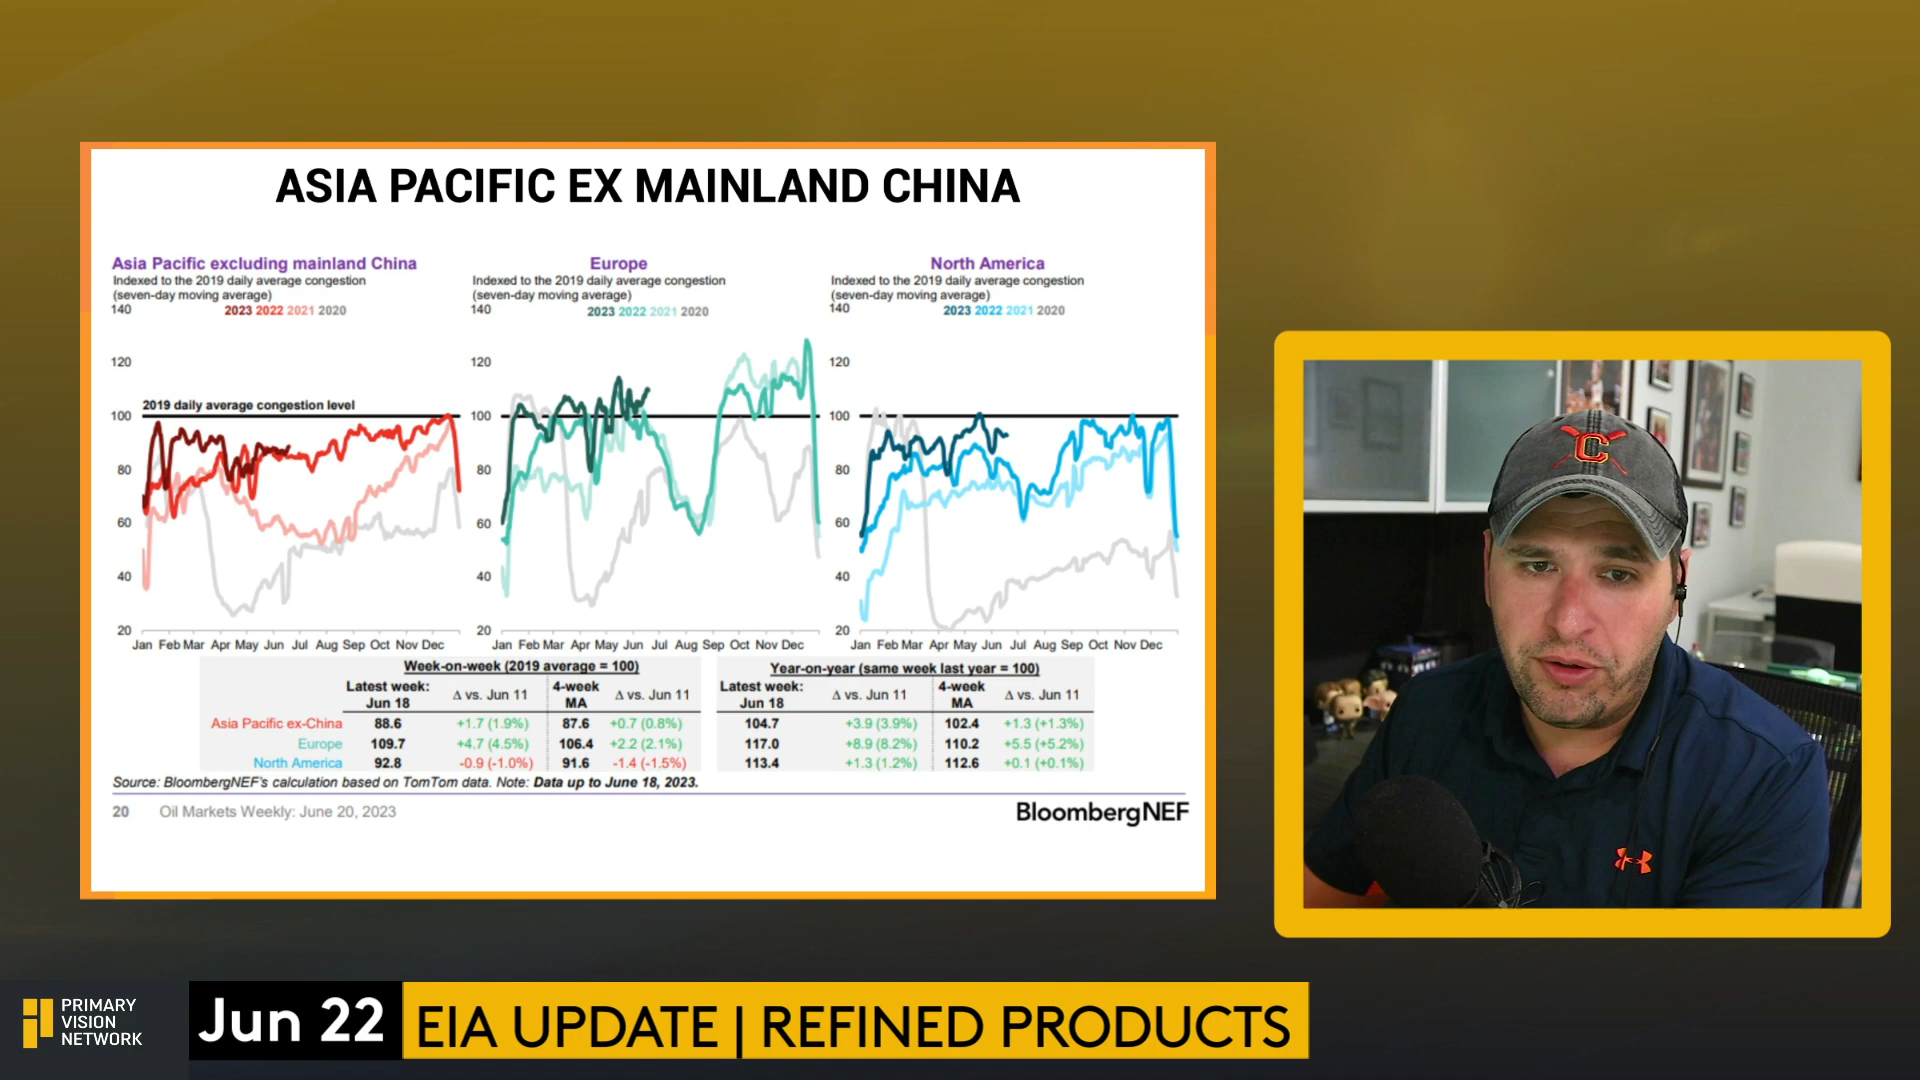 ASIA PACIFIC EX MAINLAND CHINA
Asia Pacific excluding mainland China
Indexed to the 2019 daily average congestion
(seven-day moving average)
140
2023 2022 2021 2020
120
2019 daily average congestion level
100
80
60
40
20
Jan Feb Mar Apr May Jun Jul Aug Sep Oct Nov Dec
Europe
Indexed to the 2019 daily average congestion
(seven-day moving average)
140
2023 2022 2021 2020
120
100
80
60
40
20
Jan Feb Mar Apr May Jun Jul Aug Sep Oct Nov Dec
North America
Indexed to the 2019 daily average congestion
(seven-day moving average)
140
2023 2022 2021 2020
120
100
80
60
40
20
Jan Feb Mar Apr May Jun Jul Aug Sep Oct Nov Dec
Week-on-week (2019 average = 100)
Latest week: Jun 18 Δ vs. Jun 11 4-week MA Δ vs. Jun 11
Asia Pacific ex-China 88.6 +1.7 (1.9%) 87.6 +0.7 (0.8%)
Europe 109.7 +4.7 (4.5%) 106.4 +2.2 (2.1%)
North America 92.8 -0.9 (-1.0%) 91.6 -1.4 (-1.5%)
Year-on-year (same week last year = 100)
Latest week: Jun 18 Δ vs. Jun 11 4-week MA Δ vs. Jun 11
104.7 +3.9 (3.9%) 102.4 +1.3 (+1.3%)
117.0 +8.9 (8.2%) 110.2 +5.5 (+5.2%)
113.4 +1.3 (1.2%) 112.6 +0.1 (+0.1%)
Source: BloombergNEF's calculation based on TomTom data. Note: Data up to June 18, 2023.
20 Oil Markets Weekly: June 20, 2023
BloombergNEF
C
PRIMARY
VISION
NETWORK
Jun 22
EIA UPDATE | REFINED PRODUCTS